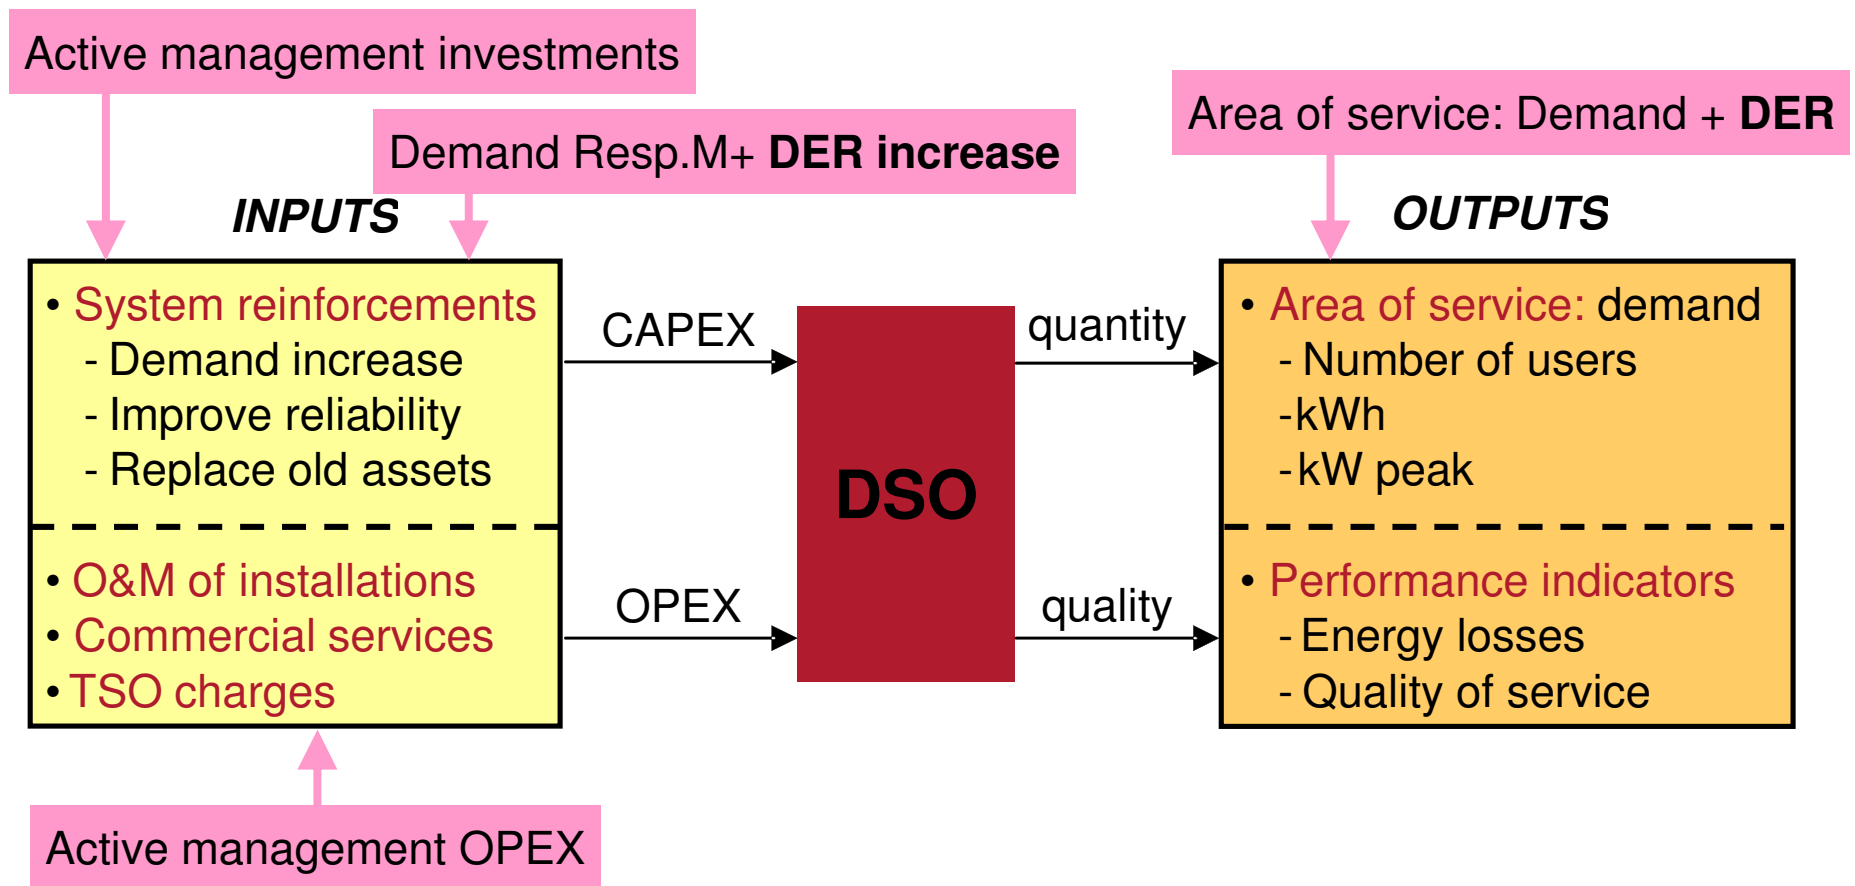 Active management investments
Demand Resp.M+ DER increase
Area of service: Demand + DER
INPUTS
OUTPUTS
• System reinforcements
- Demand increase
- Improve reliability
- Replace old assets
• O&M of installations
• Commercial services
• TSO charges
CAPEX
OPEX
DSO
quantity
quality
• Area of service: demand
- Number of users
-kWh
-kW peak
• Performance indicators
- Energy losses
- Quality of service
Active management OPEX